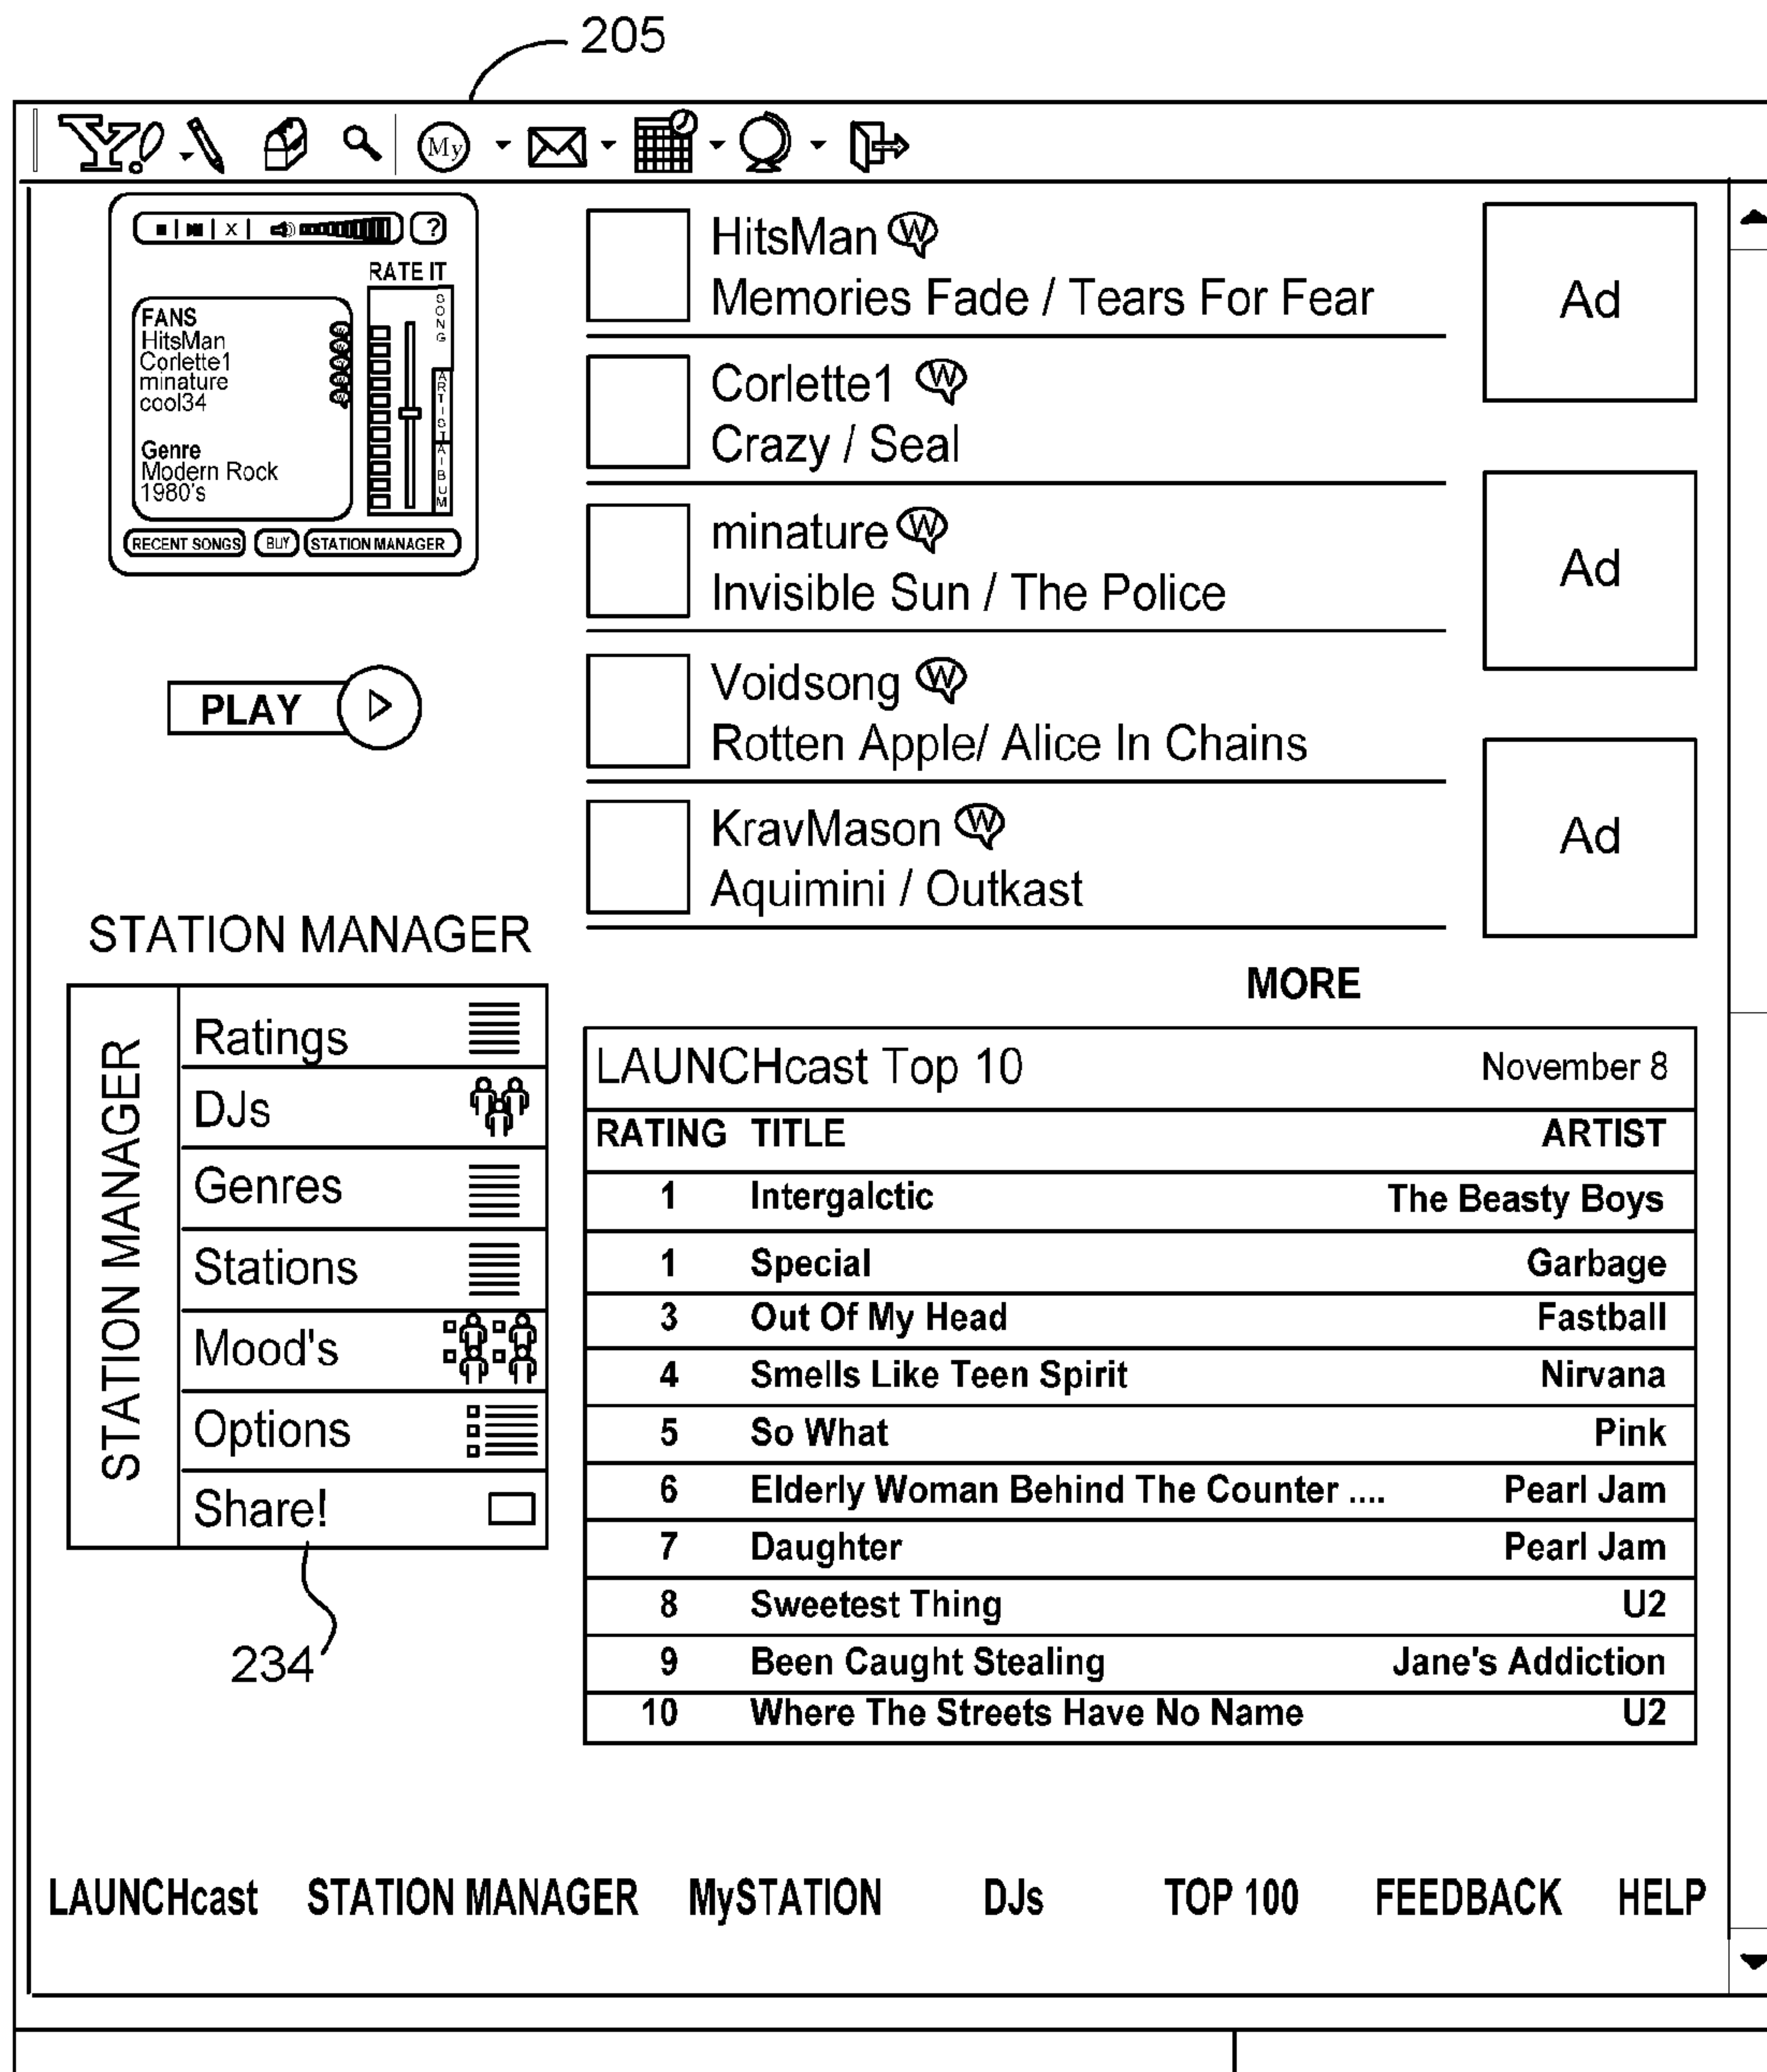 205
Y!
My
?
RATE IT
FANS
HitsMan
Corlette1
minature
cool34
Genre
Modern Rock
1980's
SONG
ARTIST
AIBUM
RECENT SONGS BUY STATION MANAGER
PLAY
HitsMan W
Memories Fade / Tears For Fear
Corlette1 W
Crazy / Seal
minature W
Invisible Sun / The Police
Voidsong W
Rotten Apple/ Alice In Chains
KravMason W
Aquimini / Outkast
Ad
Ad
Ad
MORE
STATION MANAGER
STATION MANAGER
Ratings
DJs
Genres
Stations
Mood's
Options
Share!
234
LAUNCHcast Top 10 November 8
RATING TITLE ARTIST
1 Intergalctic The Beasty Boys
1 Special Garbage
3 Out Of My Head Fastball
4 Smells Like Teen Spirit Nirvana
5 So What Pink
6 Elderly Woman Behind The Counter .... Pearl Jam
7 Daughter Pearl Jam
8 Sweetest Thing U2
9 Been Caught Stealing Jane's Addiction
10 Where The Streets Have No Name U2
LAUNCHcast STATION MANAGER MySTATION DJs TOP 100 FEEDBACK HELP